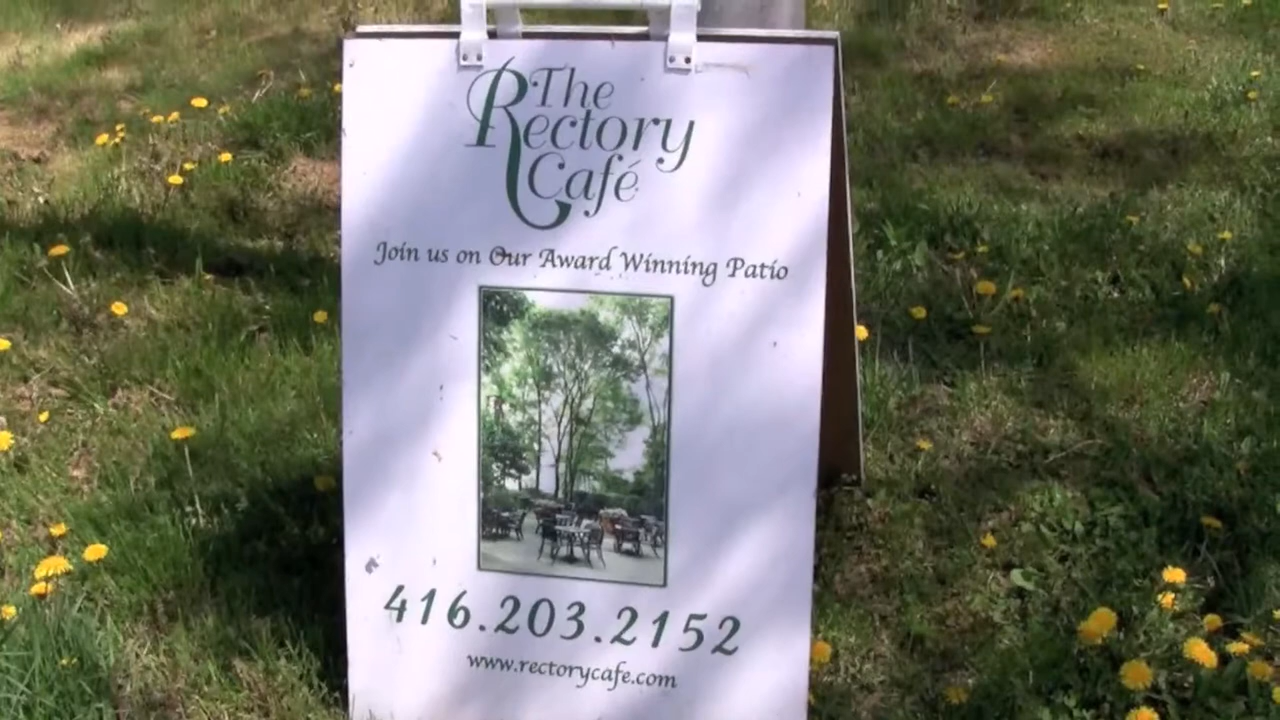 The
Rectory
Café
Join us on Our Award Winning Patio
416.203.2152
www.rectorycafe.com